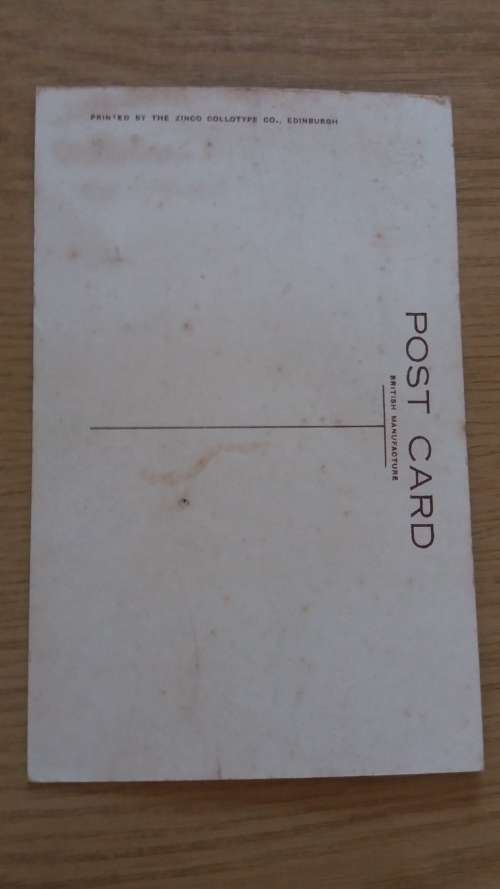 PRINTED BY THE ZINCO COLLOTYPE CO., EDINBURGH
POST CARD
BRITISH MANUFACTURE